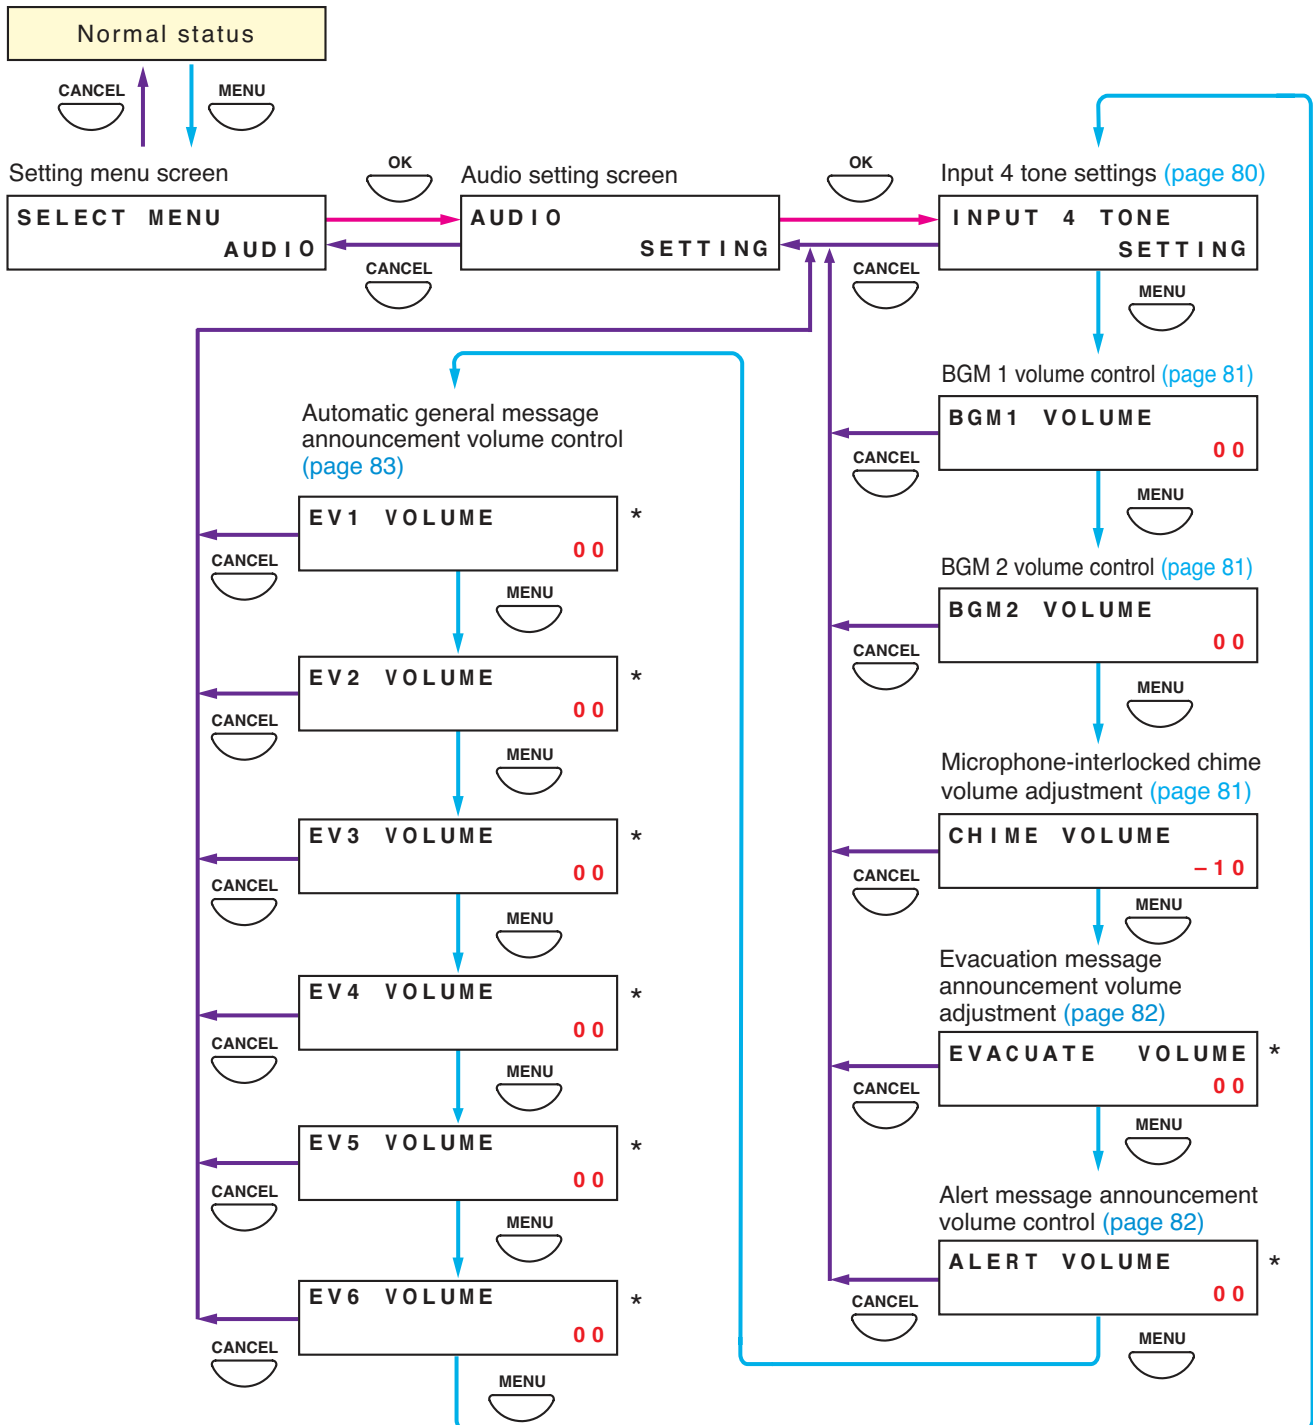 Normal status
CANCEL
MENU
Setting menu screen
SELECT MENU
AUDIO
OK
CANCEL
Audio setting screen
AUDIO
SETTING
OK
CANCEL
Input 4 tone settings (page 80)
INPUT 4 TONE
SETTING
MENU
BGM 1 volume control (page 81)
BGM1 VOLUME
00
CANCEL
MENU
BGM 2 volume control (page 81)
BGM2 VOLUME
00
CANCEL
MENU
Microphone-interlocked chime
volume adjustment (page 81)
CHIME VOLUME
–10
CANCEL
MENU
Evacuation message
announcement volume
adjustment (page 82)
EVACUATE VOLUME *
00
CANCEL
MENU
Alert message announcement
volume control (page 82)
ALERT VOLUME *
00
CANCEL
MENU
Automatic general message
announcement volume control
(page 83)
EV1 VOLUME *
00
CANCEL
MENU
EV2 VOLUME *
00
CANCEL
MENU
EV3 VOLUME *
00
CANCEL
MENU
EV4 VOLUME *
00
CANCEL
MENU
EV5 VOLUME *
00
CANCEL
MENU
EV6 VOLUME *
00
CANCEL
MENU